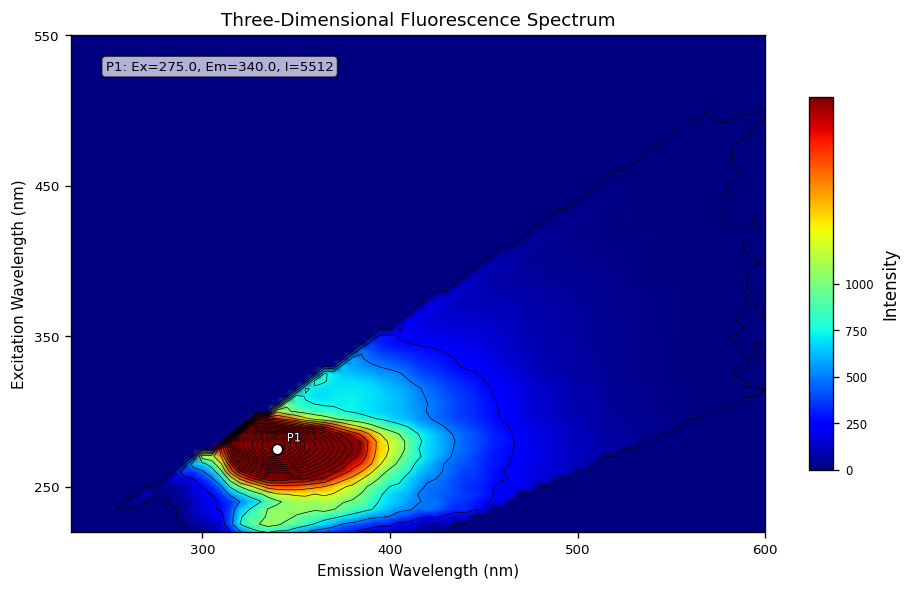 Three-Dimensional Fluorescence Spectrum
P1: Ex=275.0, Em=340.0, I=5512
550
450
350
250
Excitation Wavelength (nm)
P1
300
400
500
600
Emission Wavelength (nm)
1000
750
500
250
0
Intensity